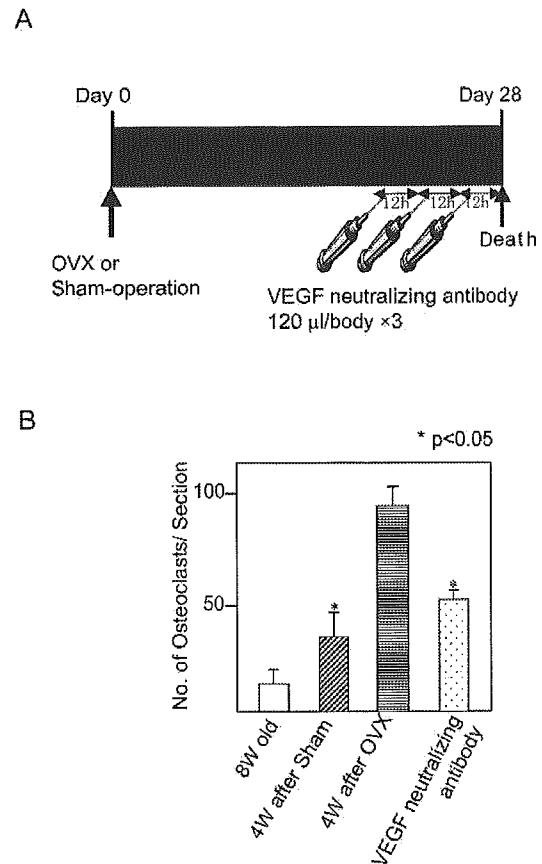 A
Day 0
Day 28
12h
12h
12h
OVX or
Sham-operation
Death
VEGF neutralizing antibody
120 μl/body ×3
B
* p<0.05
No. of Osteoclasts/ Section
100
50
*
*
8W old
4W after Sham
4W after OVX
VEGF neutralizing
antibody